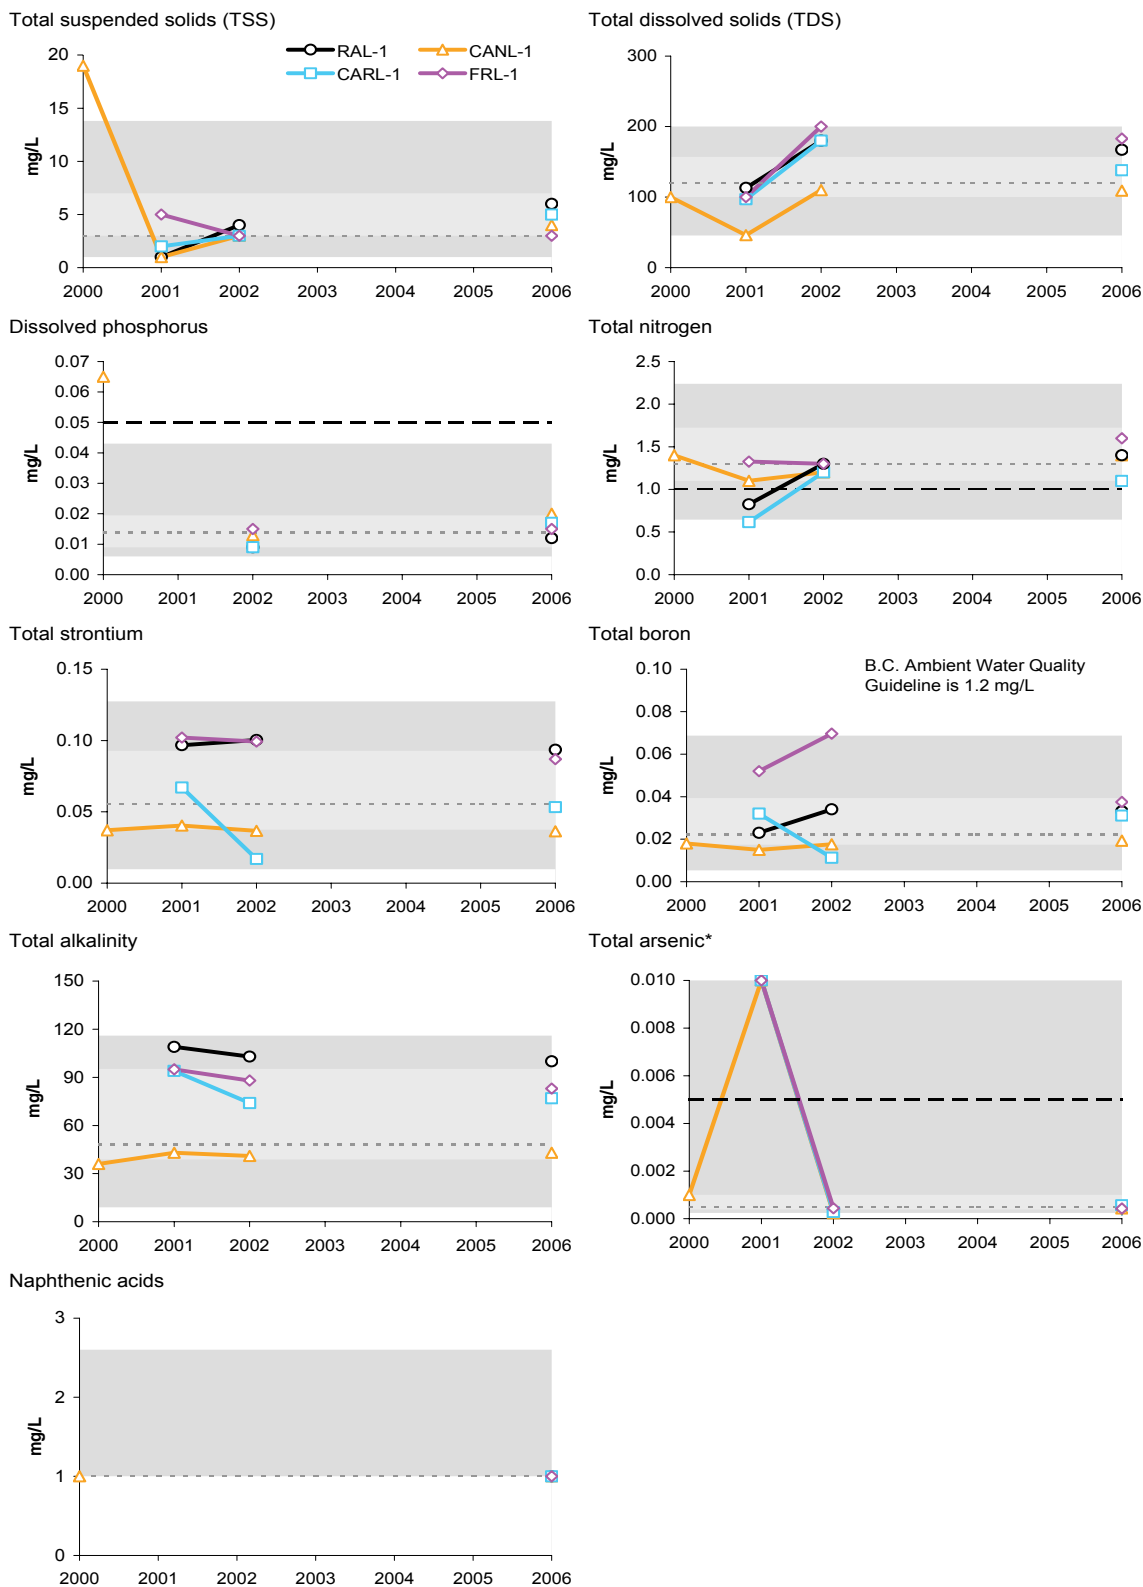 Total suspended solids (TSS)
RAL-1
CANL-1
CARL-1
FRL-1
20
15
10
5
0
mg/L
2000 2001 2002 2003 2004 2005 2006
Total dissolved solids (TDS)
300
200
100
0
mg/L
2000 2001 2002 2003 2004 2005 2006
Dissolved phosphorus
0.07
0.06
0.05
0.04
0.03
0.02
0.01
0.00
mg/L
2000 2001 2002 2003 2004 2005 2006
Total nitrogen
2.5
2.0
1.5
1.0
0.5
0.0
mg/L
2000 2001 2002 2003 2004 2005 2006
Total strontium
0.15
0.10
0.05
0.00
mg/L
2000 2001 2002 2003 2004 2005 2006
Total boron
B.C. Ambient Water Quality
Guideline is 1.2 mg/L
0.10
0.08
0.06
0.04
0.02
0.00
mg/L
2000 2001 2002 2003 2004 2005 2006
Total alkalinity
150
120
90
60
30
0
mg/L
2000 2001 2002 2003 2004 2005 2006
Total arsenic*
0.010
0.008
0.006
0.004
0.002
0.000
mg/L
2000 2001 2002 2003 2004 2005 2006
Naphthenic acids
3
2
1
0
mg/L
2000 2001 2002 2003 2004 2005 2006